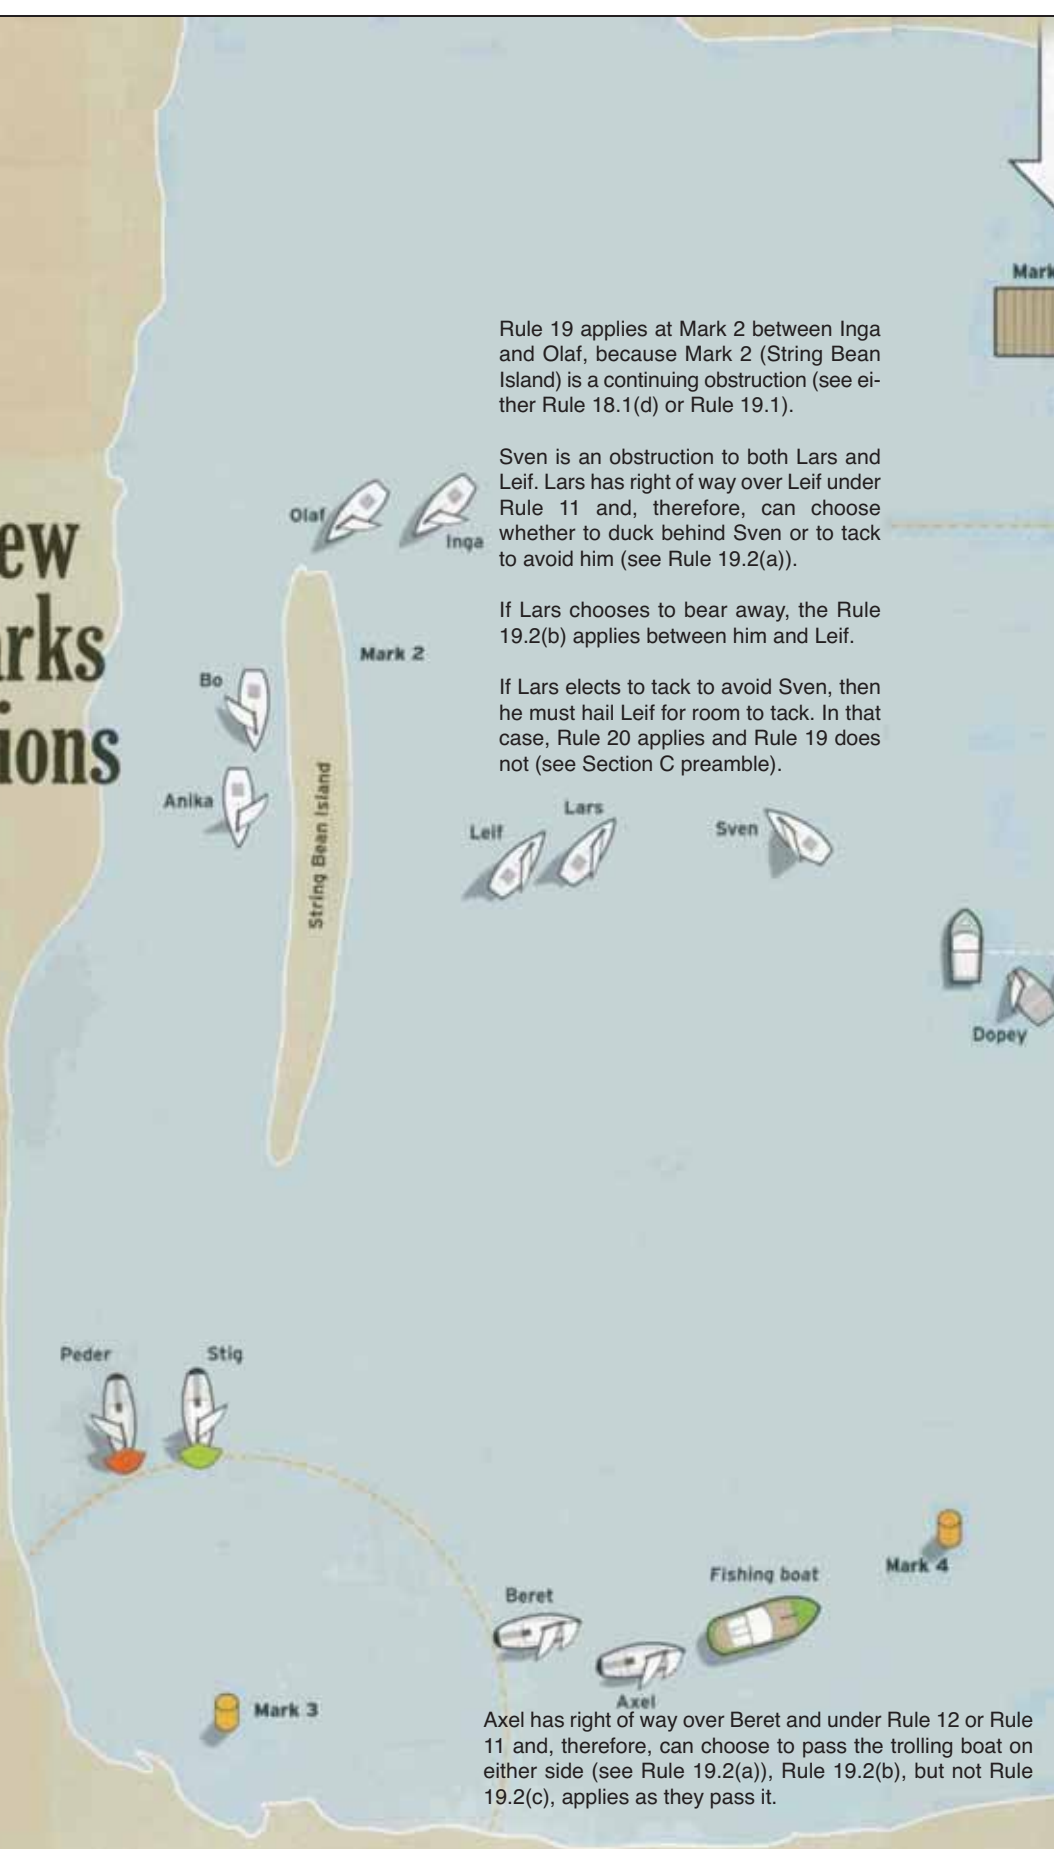 Mark
Rule 19 applies at Mark 2 between Inga
and Olaf, because Mark 2 (String Bean
Island) is a continuing obstruction (see ei-
ther Rule 18.1(d) or Rule 19.1).
Sven is an obstruction to both Lars and
Leif. Lars has right of way over Leif under
Rule 11 and, therefore, can choose
whether to duck behind Sven or to tack
to avoid him (see Rule 19.2(a)).
If Lars chooses to bear away, the Rule
19.2(b) applies between him and Leif.
If Lars elects to tack to avoid Sven, then
he must hail Leif for room to tack. In that
case, Rule 20 applies and Rule 19 does
not (see Section C preamble).
ew
arks
ions
Olaf
Inga
Mark 2
Bo
Anika
String Bean Island
Leif
Lars
Sven
Dopey
Peder
Stig
Mark 4
Fishing boat
Beret
Axel
Mark 3
Axel has right of way over Beret and under Rule 12 or Rule
11 and, therefore, can choose to pass the trolling boat on
either side (see Rule 19.2(a)), Rule 19.2(b), but not Rule
19.2(c), applies as they pass it.